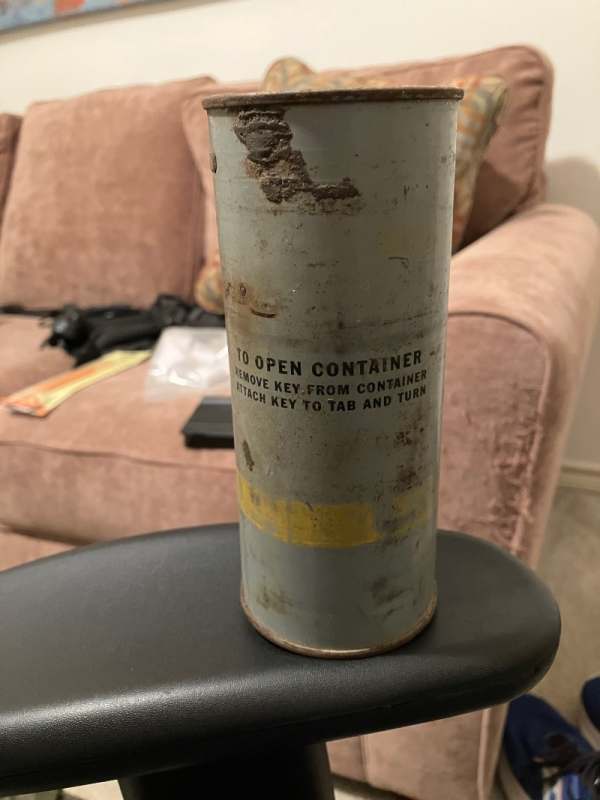 TO OPEN CONTAINER
REMOVE KEY FROM CONTAINER
ATTACH KEY TO TAB AND TURN